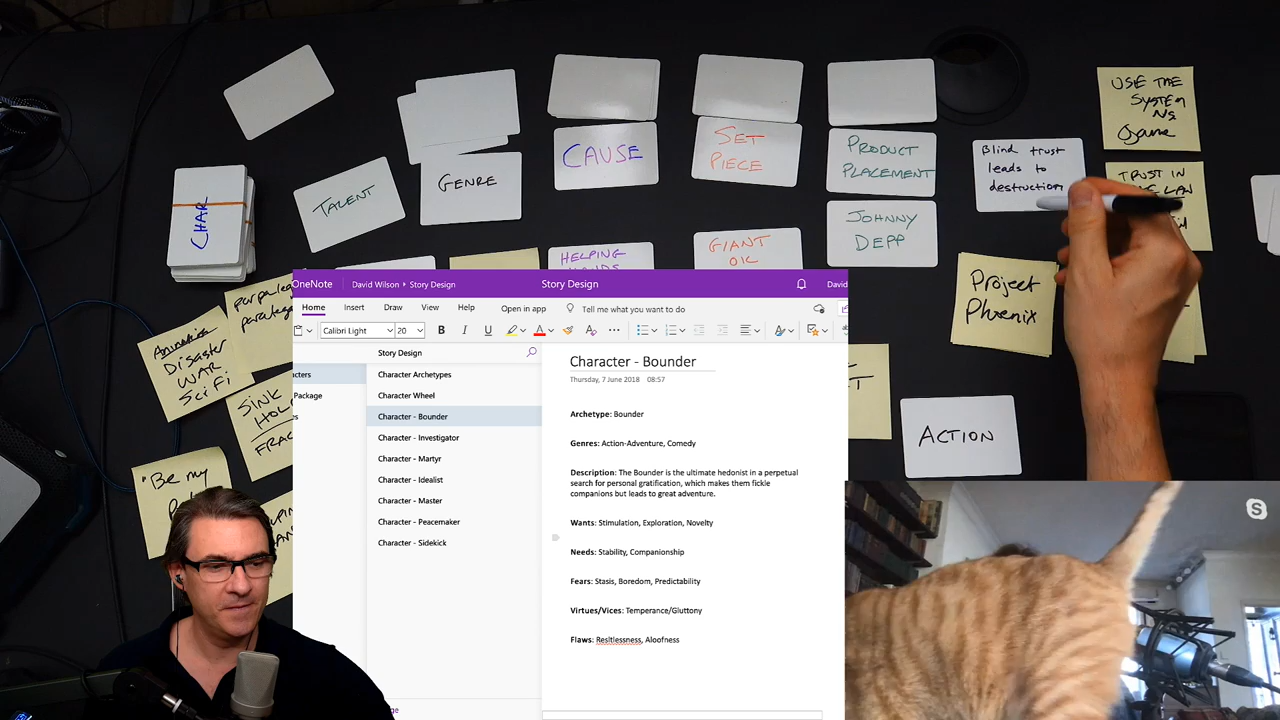 USE THE
SYSTEM
NS
Game
CAUSE
SET
PIECE
PRODUCT
PLACEMENT
Blind trust
leads to
destruction
TRUST IN
GENRE
TALENT
CHAR
JOHNNY
DEPP
HELPING
GIANT
OIL
Project
Phoenix
DISASTER
WAR
Sci Fi
SINK
"Be my
ACTION
OneNote
David Wilson › Story Design
Story Design
David
Home
Insert
Draw
View
Help
Open in app
Tell me what you want to do
Calibri Light
20
B
I
U
A
Story Design
cters
Package
es
Character Archetypes
Character Wheel
Character - Bounder
Character - Investigator
Character - Martyr
Character - Idealist
Character - Master
Character - Peacemaker
Character - Sidekick
Character - Bounder
Thursday, 7 June 2018 08:57
Archetype: Bounder
Genres: Action-Adventure, Comedy
Description: The Bounder is the ultimate hedonist in a perpetual
search for personal gratification, which makes them fickle
companions but leads to great adventure.
Wants: Stimulation, Exploration, Novelty
Needs: Stability, Companionship
Fears: Stasis, Boredom, Predictability
Virtues/Vices: Temperance/Gluttony
Flaws: Resltlessness, Aloofness